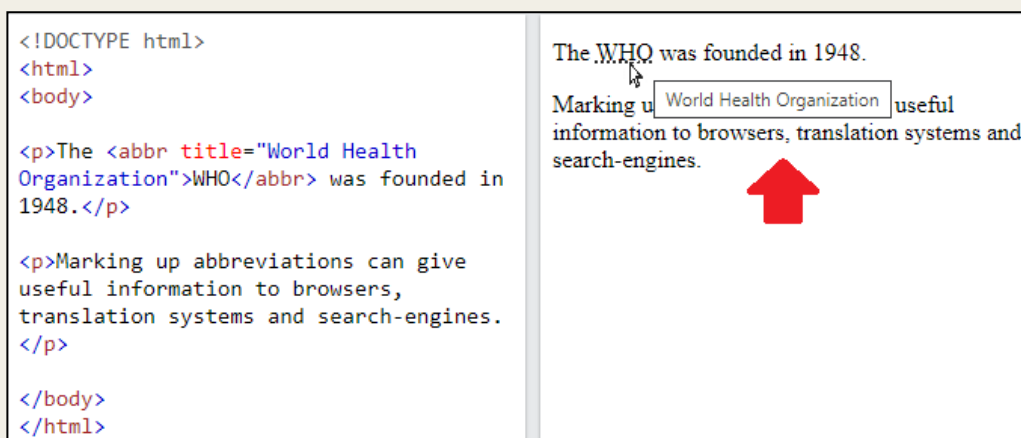 <!DOCTYPE html>
<html>
<body>
<p>The <abbr title="World Health
Organization">WHO</abbr> was founded in
1948.</p>
<p>Marking up abbreviations can give
useful information to browsers,
translation systems and search-engines.
</p>
</body>
</html>
The WHO was founded in 1948.
Marking u World Health Organization useful
information to browsers, translation systems and
search-engines.